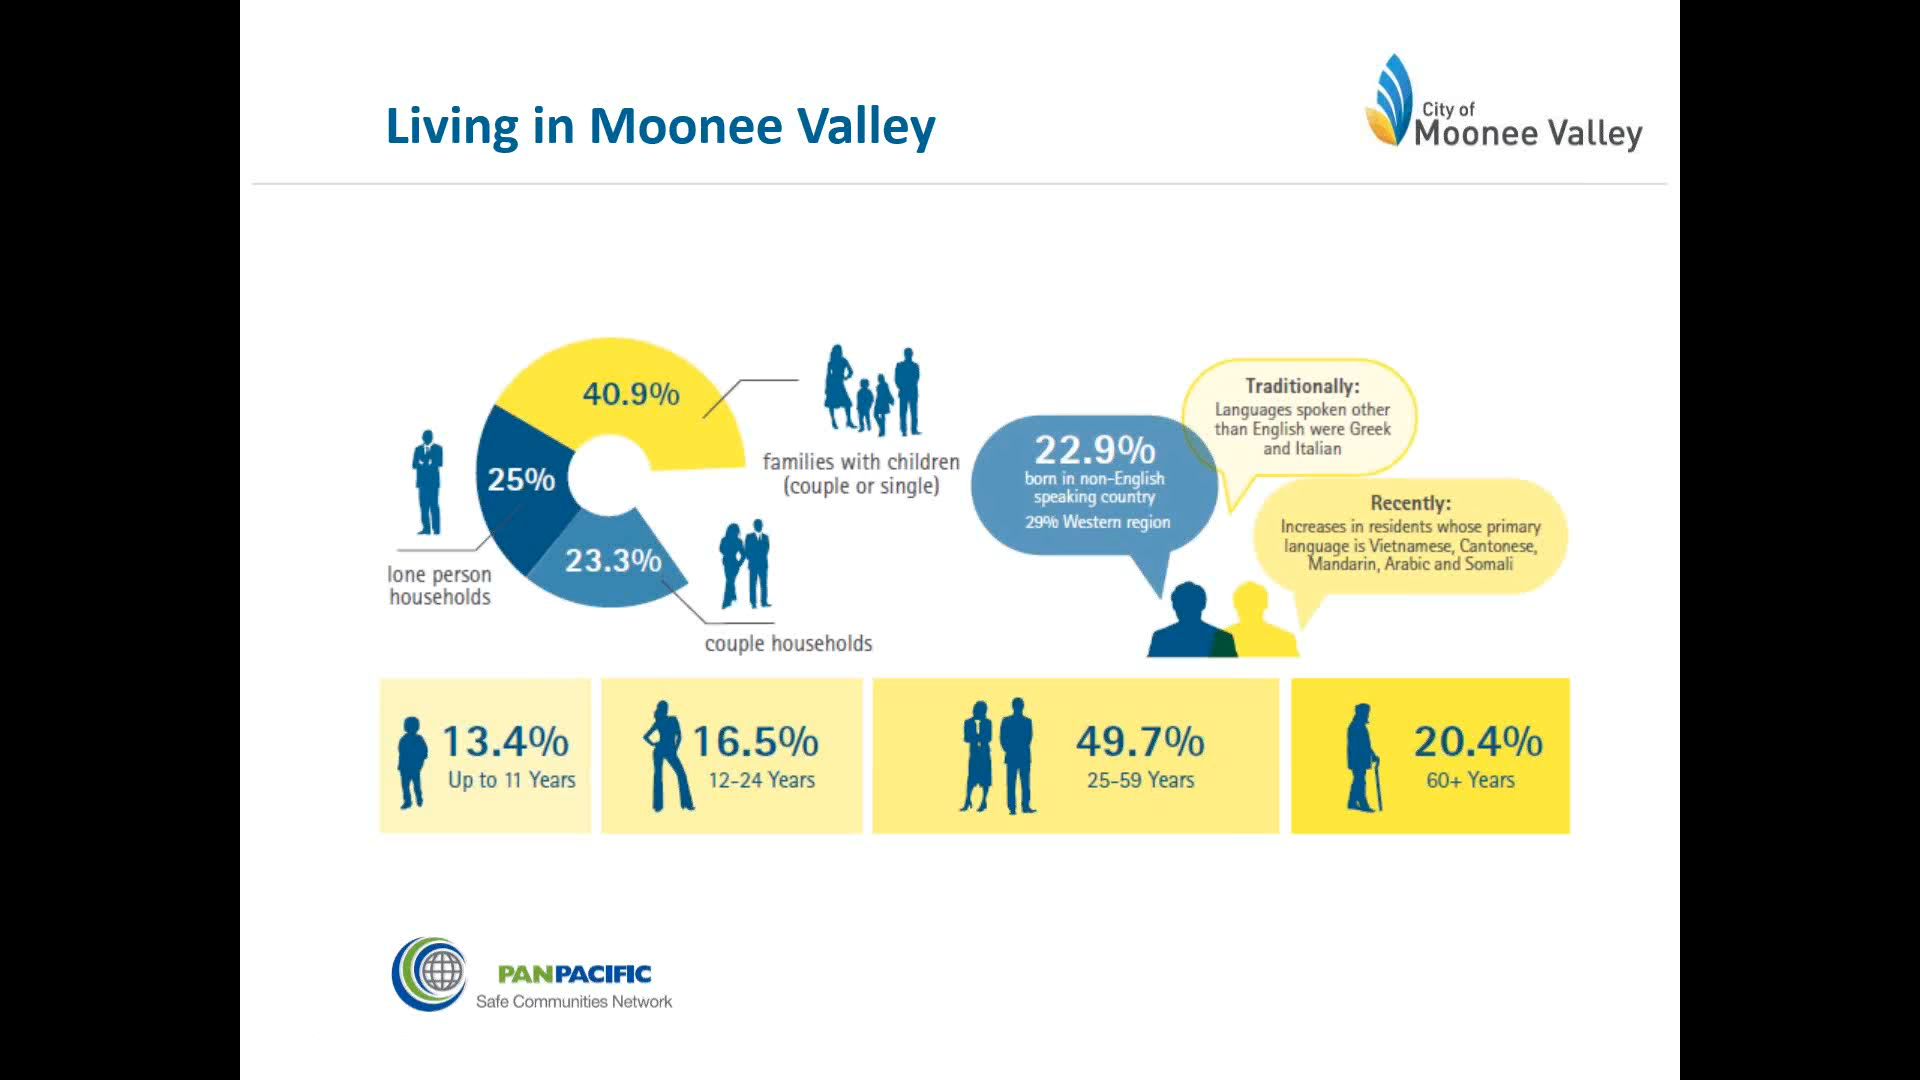 Living in Moonee Valley
City of
Moonee Valley
40.9%
families with children
(couple or single)
25%
lone person
households
23.3%
couple households
22.9%
born in non-English
speaking country
29% Western region
Traditionally:
Languages spoken other
than English were Greek
and Italian
Recently:
Increases in residents whose primary
language is Vietnamese, Cantonese,
Mandarin, Arabic and Somali
13.4%
Up to 11 Years
16.5%
12-24 Years
49.7%
25-59 Years
20.4%
60+ Years
PANPACIFIC
Safe Communities Network